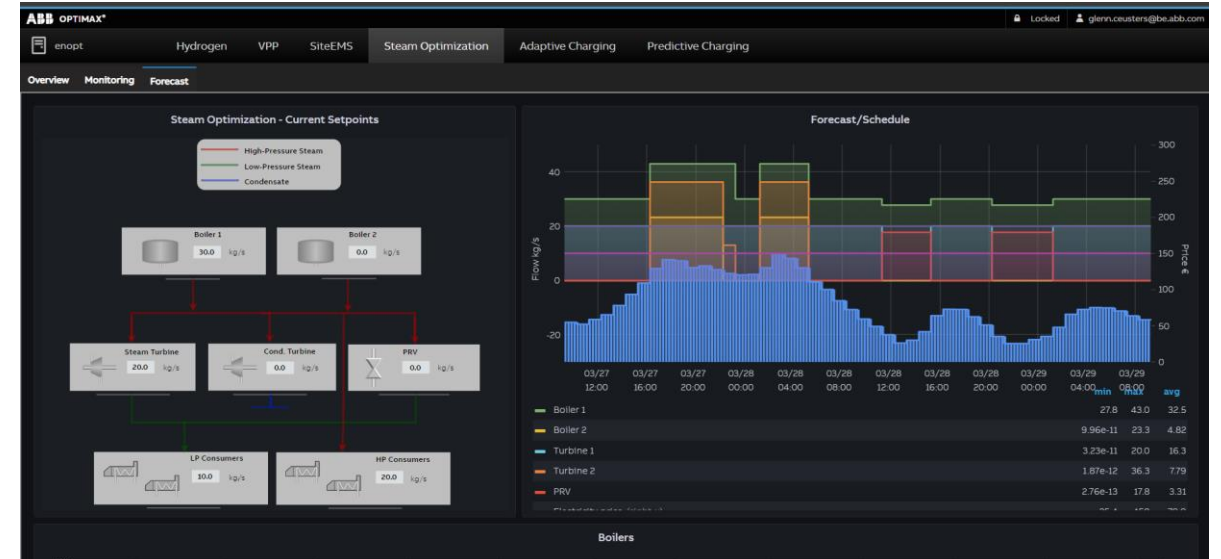 ABB OPTIMAX®
Locked glenn.ceusters@be.abb.com
enopt Hydrogen VPP SiteEMS Steam Optimization Adaptive Charging Predictive Charging
Overview Monitoring Forecast
Steam Optimization - Current Setpoints
High-Pressure Steam
Low-Pressure Steam
Condensate
Boiler 1
30.0 kg/s
Boiler 2
0.0 kg/s
Steam Turbine
20.0 kg/s
Cond. Turbine
0.0 kg/s
PRV
0.0 kg/s
LP Consumers
10.0 kg/s
HP Consumers
20.0 kg/s
Forecast/Schedule
Flow kg/s
40
20
0
-20
300
250
200
150
100
50
0
Price €
03/27 03/27 03/27 03/28 03/28 03/28 03/28 03/28 03/28 03/29 03/29 03/29
12:00 16:00 20:00 00:00 04:00 08:00 12:00 16:00 20:00 00:00 04:00 08:00
min max avg
Boiler 1 27.8 43.0 32.5
Boiler 2 9.96e-11 23.3 4.82
Turbine 1 3.23e-11 20.0 16.3
Turbine 2 1.87e-12 36.3 7.79
PRV 2.76e-13 17.8 3.31
Electricity price
Boilers